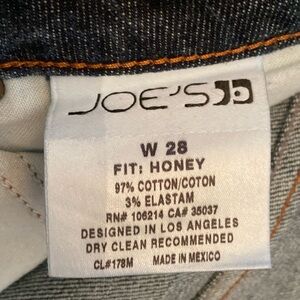 JOE'S
W 28
FIT: HONEY
97% COTTON/COTON
3% ELASTAM
RN# 106214 CA# 35037
DESIGNED IN LOS ANGELES
DRY CLEAN RECOMMENDED
CL#178M MADE IN MEXICO